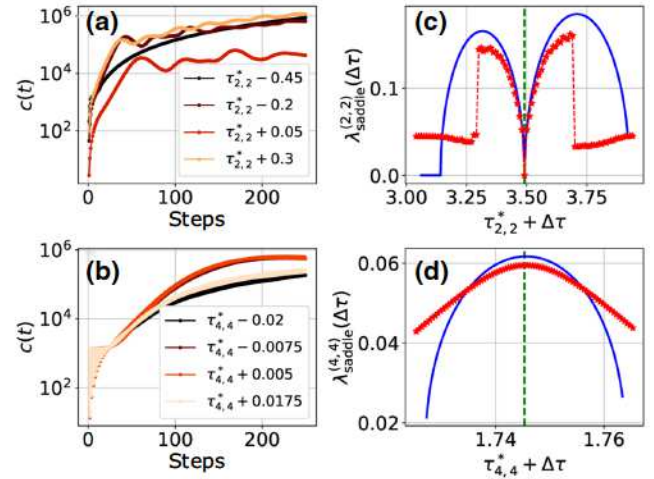 (a)
c(t)
10^6
10^4
10^2
τ*_{2,2} − 0.45
τ*_{2,2} − 0.2
τ*_{2,2} + 0.05
τ*_{2,2} + 0.3
0 100 200
Steps
(c)
λ^{(2,2)}_{saddle}(Δτ)
0.1
0.0
3.00 3.25 3.50 3.75
τ*_{2,2} + Δτ
(b)
c(t)
10^6
10^4
10^2
τ*_{4,4} − 0.02
τ*_{4,4} − 0.0075
τ*_{4,4} + 0.005
τ*_{4,4} + 0.0175
0 100 200
Steps
(d)
λ^{(4,4)}_{saddle}(Δτ)
0.06
0.04
0.02
1.74 1.76
τ*_{4,4} + Δτ